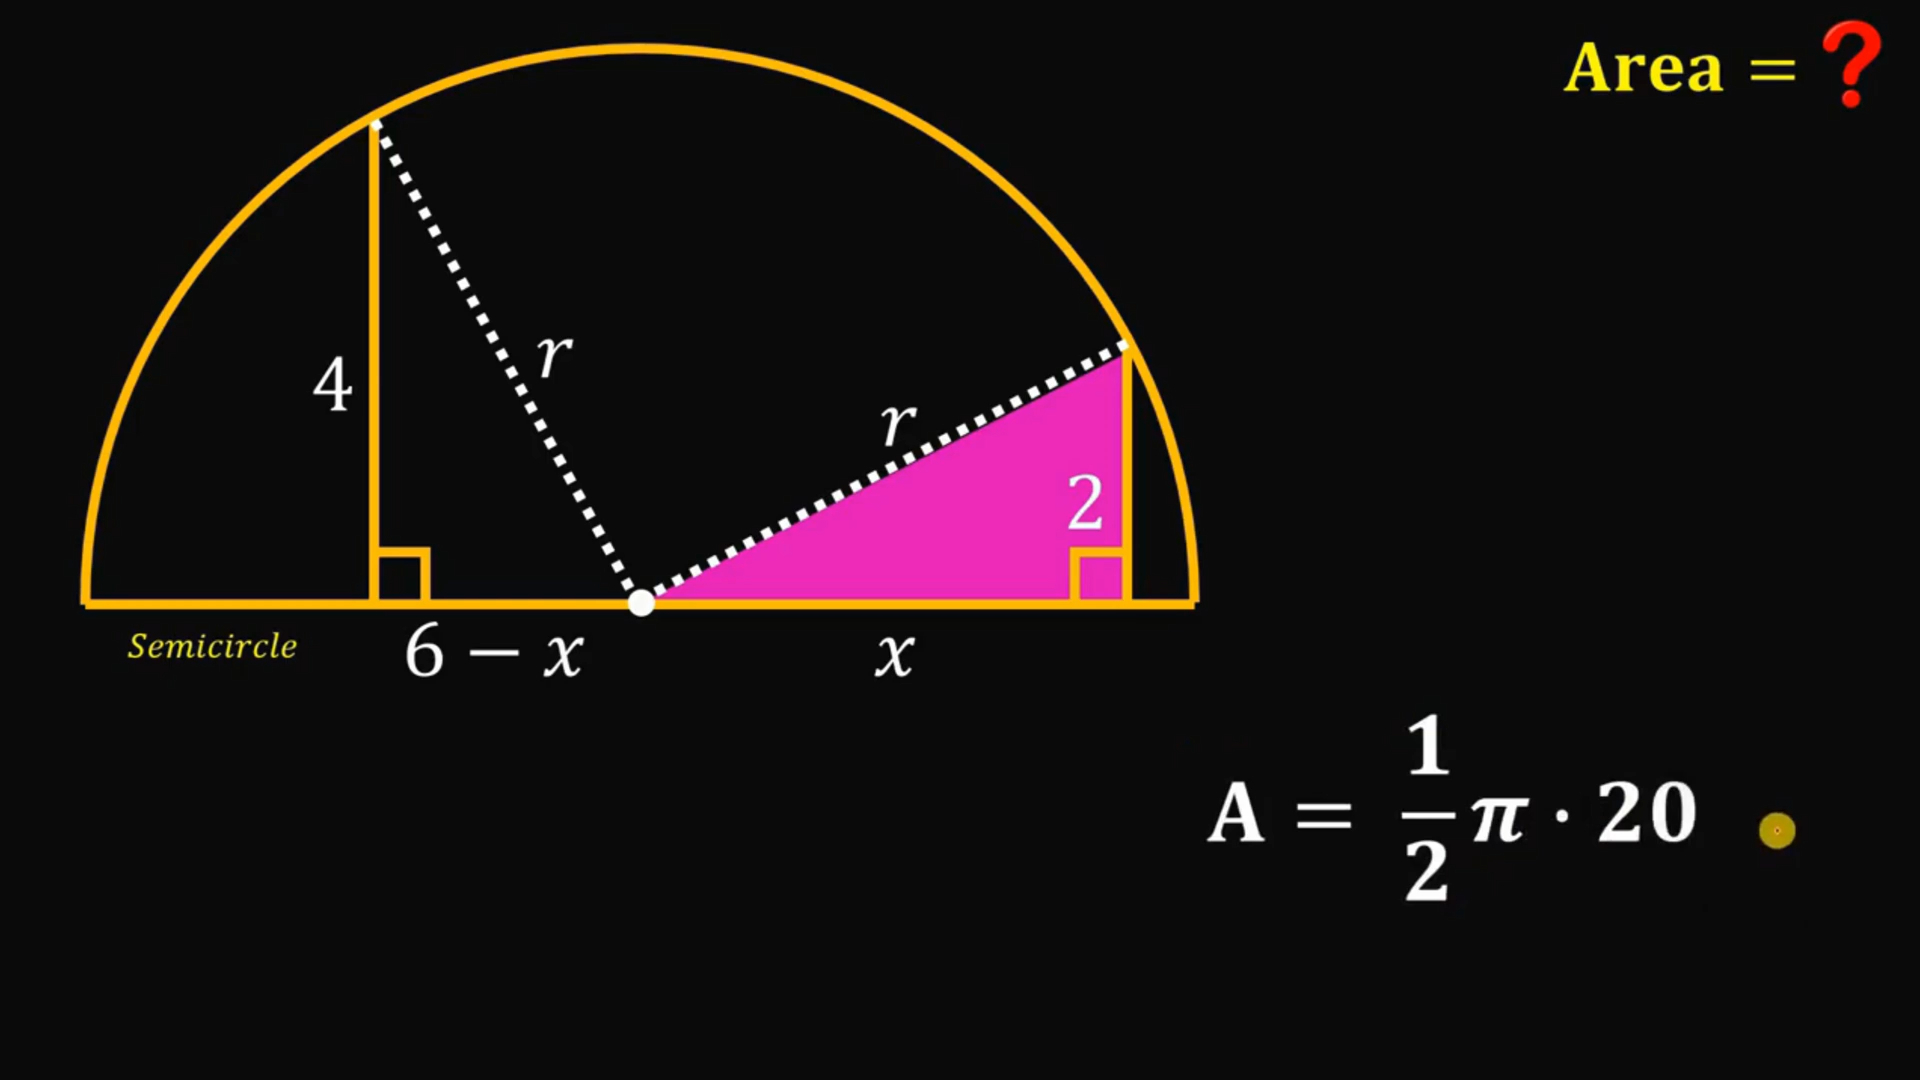 Area = ❓
4
r
r
2
Semicircle
6 − x
x
A = 1/2 π · 20